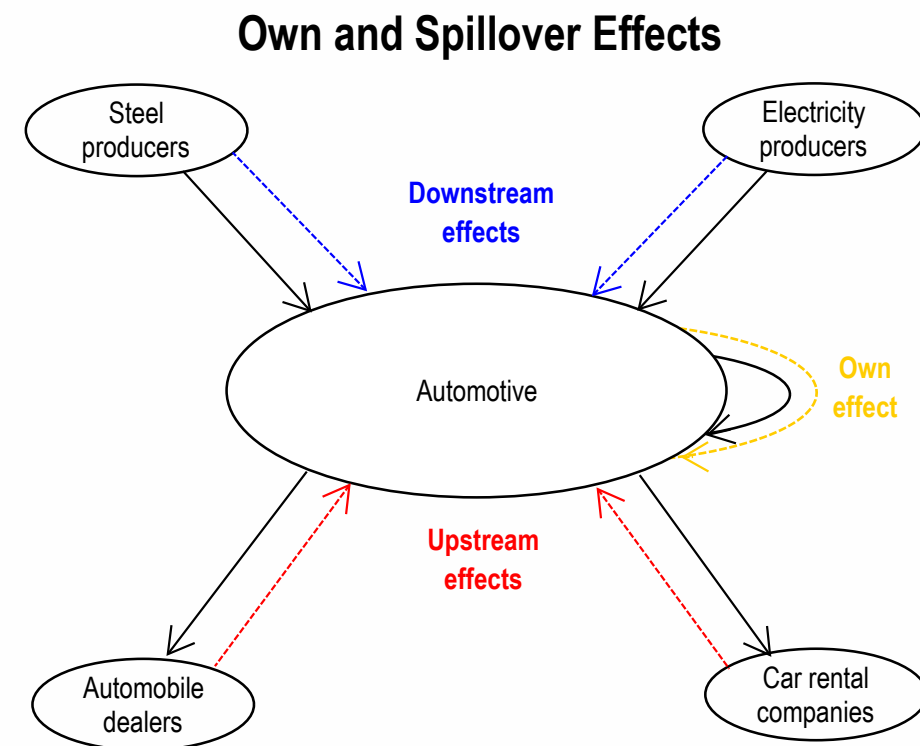 Own and Spillover Effects
Steel
producers
Electricity
producers
Downstream
effects
Automotive
Own
effect
Upstream
effects
Automobile
dealers
Car rental
companies